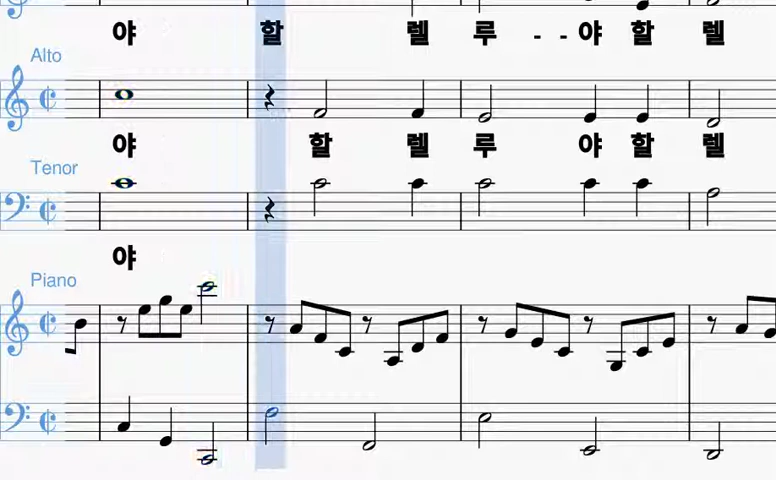 야 할 렐 루 - - 야 할 렐
Alto
야 할 렐 루 야 할 렐
Tenor
야
Piano